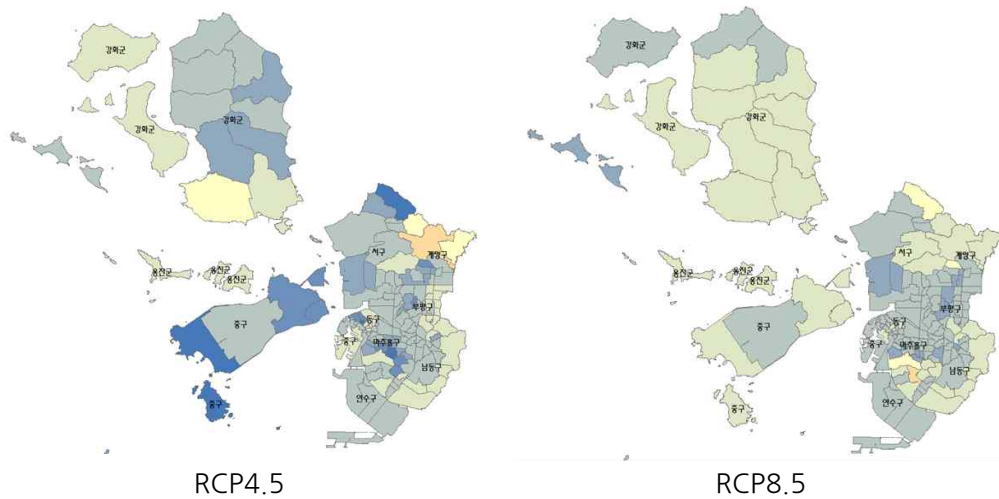 강화군
강화군
강화군
서구
계양구
옹진군
옹진군
옹진군
부평구
중구
동구
중구
미추홀구
남동구
연수구
중구
RCP4.5
강화군
강화군
강화군
서구
계양구
옹진군
옹진군
옹진군
부평구
중구
동구
중구
미추홀구
남동구
연수구
중구
RCP8.5